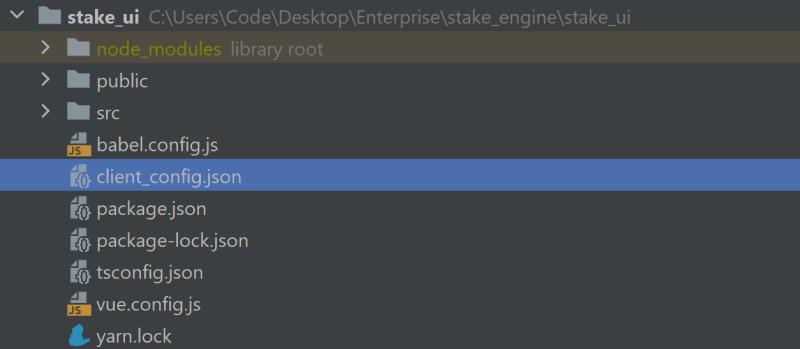 stake_ui C:\Users\Code\Desktop\Enterprise\stake_engine\stake_ui
node_modules library root
public
src
JS babel.config.js
client_config.json
package.json
package-lock.json
tsconfig.json
JS vue.config.js
yarn.lock